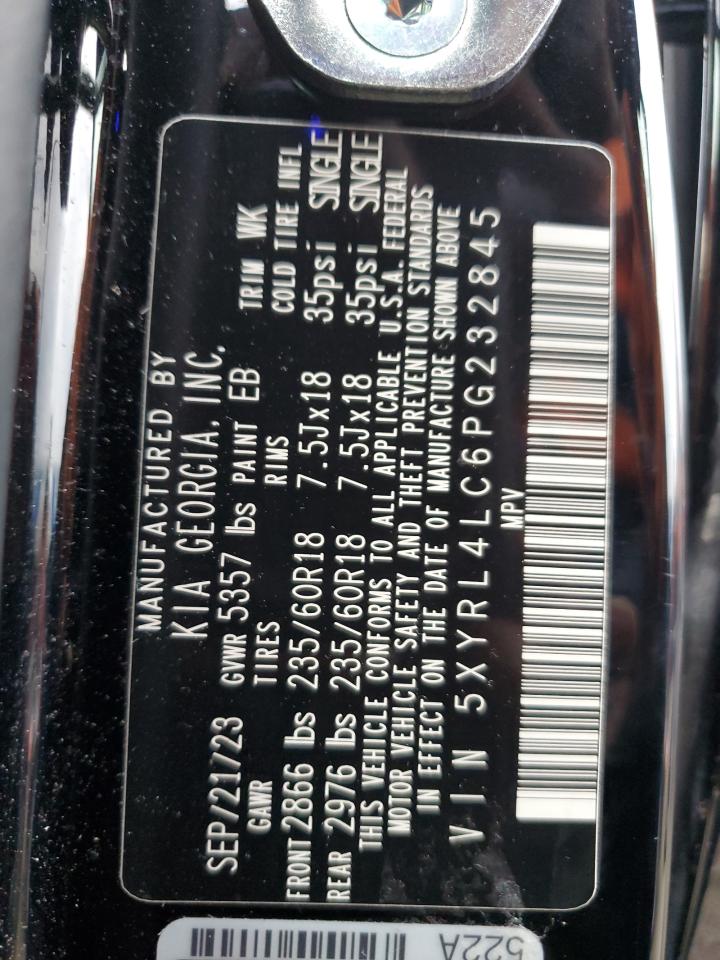 MANUFACTURED BY
KIA GEORGIA, INC.
SEP/21/23 GVWR 5357 lbs PAINT EB TRIM WK
GAWR TIRES RIMS COLD TIRE INFL
FRONT 2866 lbs 235/60R18 7.5Jx18 35psi SINGLE
REAR 2976 lbs 235/60R18 7.5Jx18 35psi SINGLE
THIS VEHICLE CONFORMS TO ALL APPLICABLE U.S.A. FEDERAL
MOTOR VEHICLE SAFETY AND THEFT PREVENTION STANDARDS
IN EFFECT ON THE DATE OF MANUFACTURE SHOWN ABOVE
VIN 5XYRL4LC6PG232845
MPV
522A